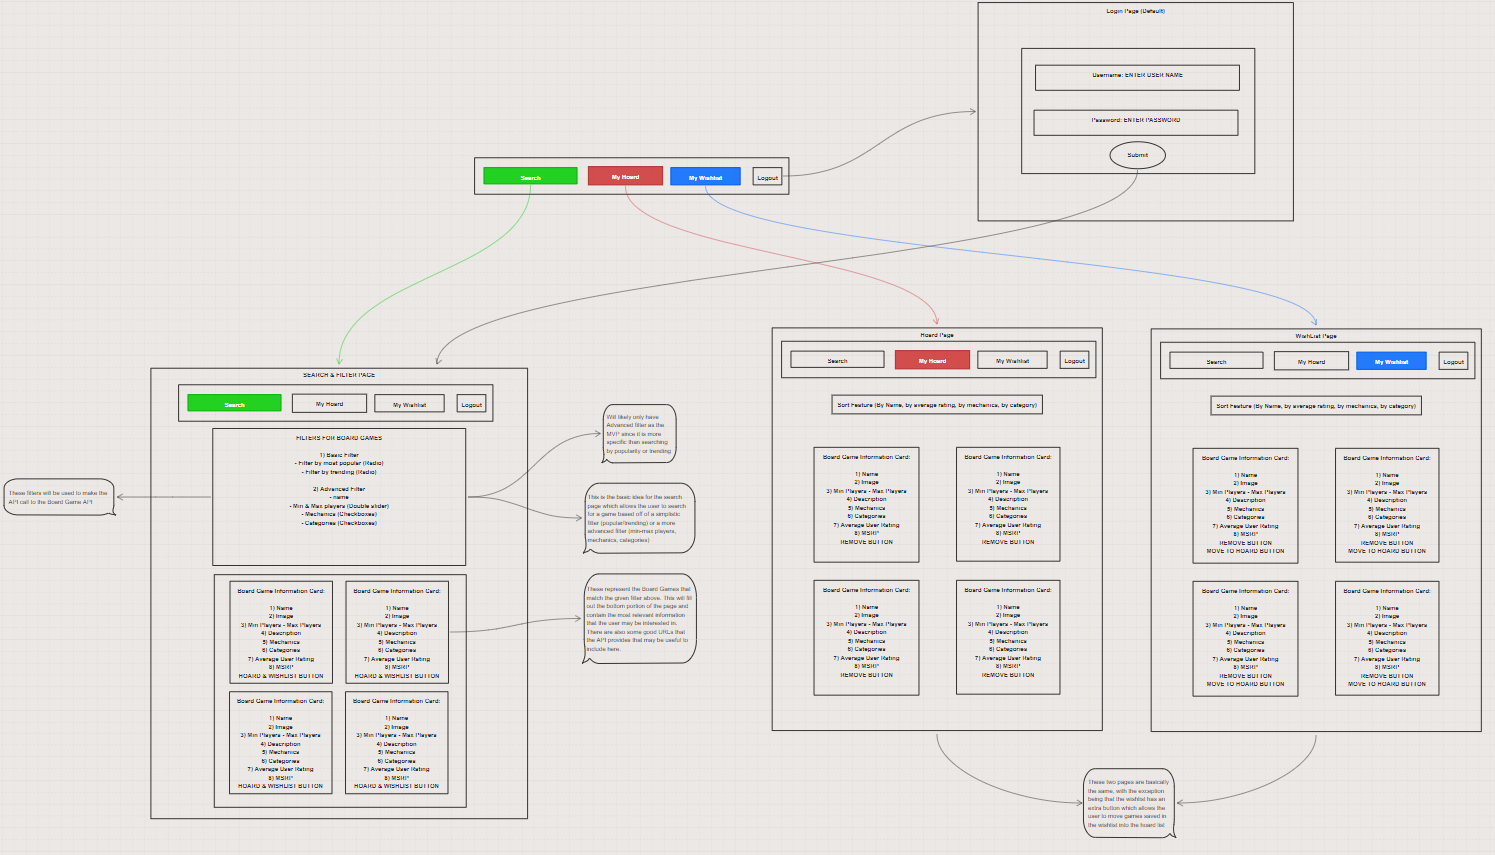 Login Page (Default)
Username: ENTER USER NAME
Password: ENTER PASSWORD
Submit
Search
My Hoard
My Wishlist
Logout
SEARCH & FILTER PAGE
Search
My Hoard
My Wishlist
Logout
FILTERS FOR BOARD GAMES
1) Basic Filter
- Filter by most popular (Radio)
- Filter by trending (Radio)
2) Advanced Filter
- name
- Min & Max players (Double slider)
- Mechanics (Checkboxes)
- Categories (Checkboxes)
These filters will be used to make the
API call to the Board Game API
Will likely only have
Advanced filter as the
MVP since it is more
specific than searching
by popularity or trending
This is the basic idea for the search
page which allows the user to search
for a game based off of a simplistic
filter (popular/trending) or a more
advanced filter (min-max players,
mechanics, categories)
Board Game Information Card:
1) Name
2) Image
3) Min Players - Max Players
4) Description
5) Mechanics
6) Categories
7) Average User Rating
8) MSRP
HOARD & WISHLIST BUTTON
Board Game Information Card:
1) Name
2) Image
3) Min Players - Max Players
4) Description
5) Mechanics
6) Categories
7) Average User Rating
8) MSRP
HOARD & WISHLIST BUTTON
Board Game Information Card:
1) Name
2) Image
3) Min Players - Max Players
4) Description
5) Mechanics
6) Categories
7) Average User Rating
8) MSRP
HOARD & WISHLIST BUTTON
Board Game Information Card:
1) Name
2) Image
3) Min Players - Max Players
4) Description
5) Mechanics
6) Categories
7) Average User Rating
8) MSRP
HOARD & WISHLIST BUTTON
These represent the Board Games that
match the given filter above. This will fill
out the bottom portion of the page and
contain the most relevant information
that the user may be interested in.
There are also some good URLs that
the API provides that may be useful to
include here.
Hoard Page
Search
My Hoard
My Wishlist
Logout
Sort Feature (By Name, by average rating, by mechanics, by category)
Board Game Information Card:
1) Name
2) Image
3) Min Players - Max Players
4) Description
5) Mechanics
6) Categories
7) Average User Rating
8) MSRP
REMOVE BUTTON
Board Game Information Card:
1) Name
2) Image
3) Min Players - Max Players
4) Description
5) Mechanics
6) Categories
7) Average User Rating
8) MSRP
REMOVE BUTTON
Board Game Information Card:
1) Name
2) Image
3) Min Players - Max Players
4) Description
5) Mechanics
6) Categories
7) Average User Rating
8) MSRP
REMOVE BUTTON
Board Game Information Card:
1) Name
2) Image
3) Min Players - Max Players
4) Description
5) Mechanics
6) Categories
7) Average User Rating
8) MSRP
REMOVE BUTTON
WishList Page
Search
My Hoard
My Wishlist
Logout
Sort Feature (By Name, by average rating, by mechanics, by category)
Board Game Information Card:
1) Name
2) Image
3) Min Players - Max Players
4) Description
5) Mechanics
6) Categories
7) Average User Rating
8) MSRP
REMOVE BUTTON
MOVE TO HOARD BUTTON
Board Game Information Card:
1) Name
2) Image
3) Min Players - Max Players
4) Description
5) Mechanics
6) Categories
7) Average User Rating
8) MSRP
REMOVE BUTTON
MOVE TO HOARD BUTTON
Board Game Information Card:
1) Name
2) Image
3) Min Players - Max Players
4) Description
5) Mechanics
6) Categories
7) Average User Rating
8) MSRP
REMOVE BUTTON
MOVE TO HOARD BUTTON
Board Game Information Card:
1) Name
2) Image
3) Min Players - Max Players
4) Description
5) Mechanics
6) Categories
7) Average User Rating
8) MSRP
REMOVE BUTTON
MOVE TO HOARD BUTTON
These two pages are basically
the same, with the exception
being that the wishlist has an
extra button which allows the
user to move games saved in
the wishlist into the hoard list.